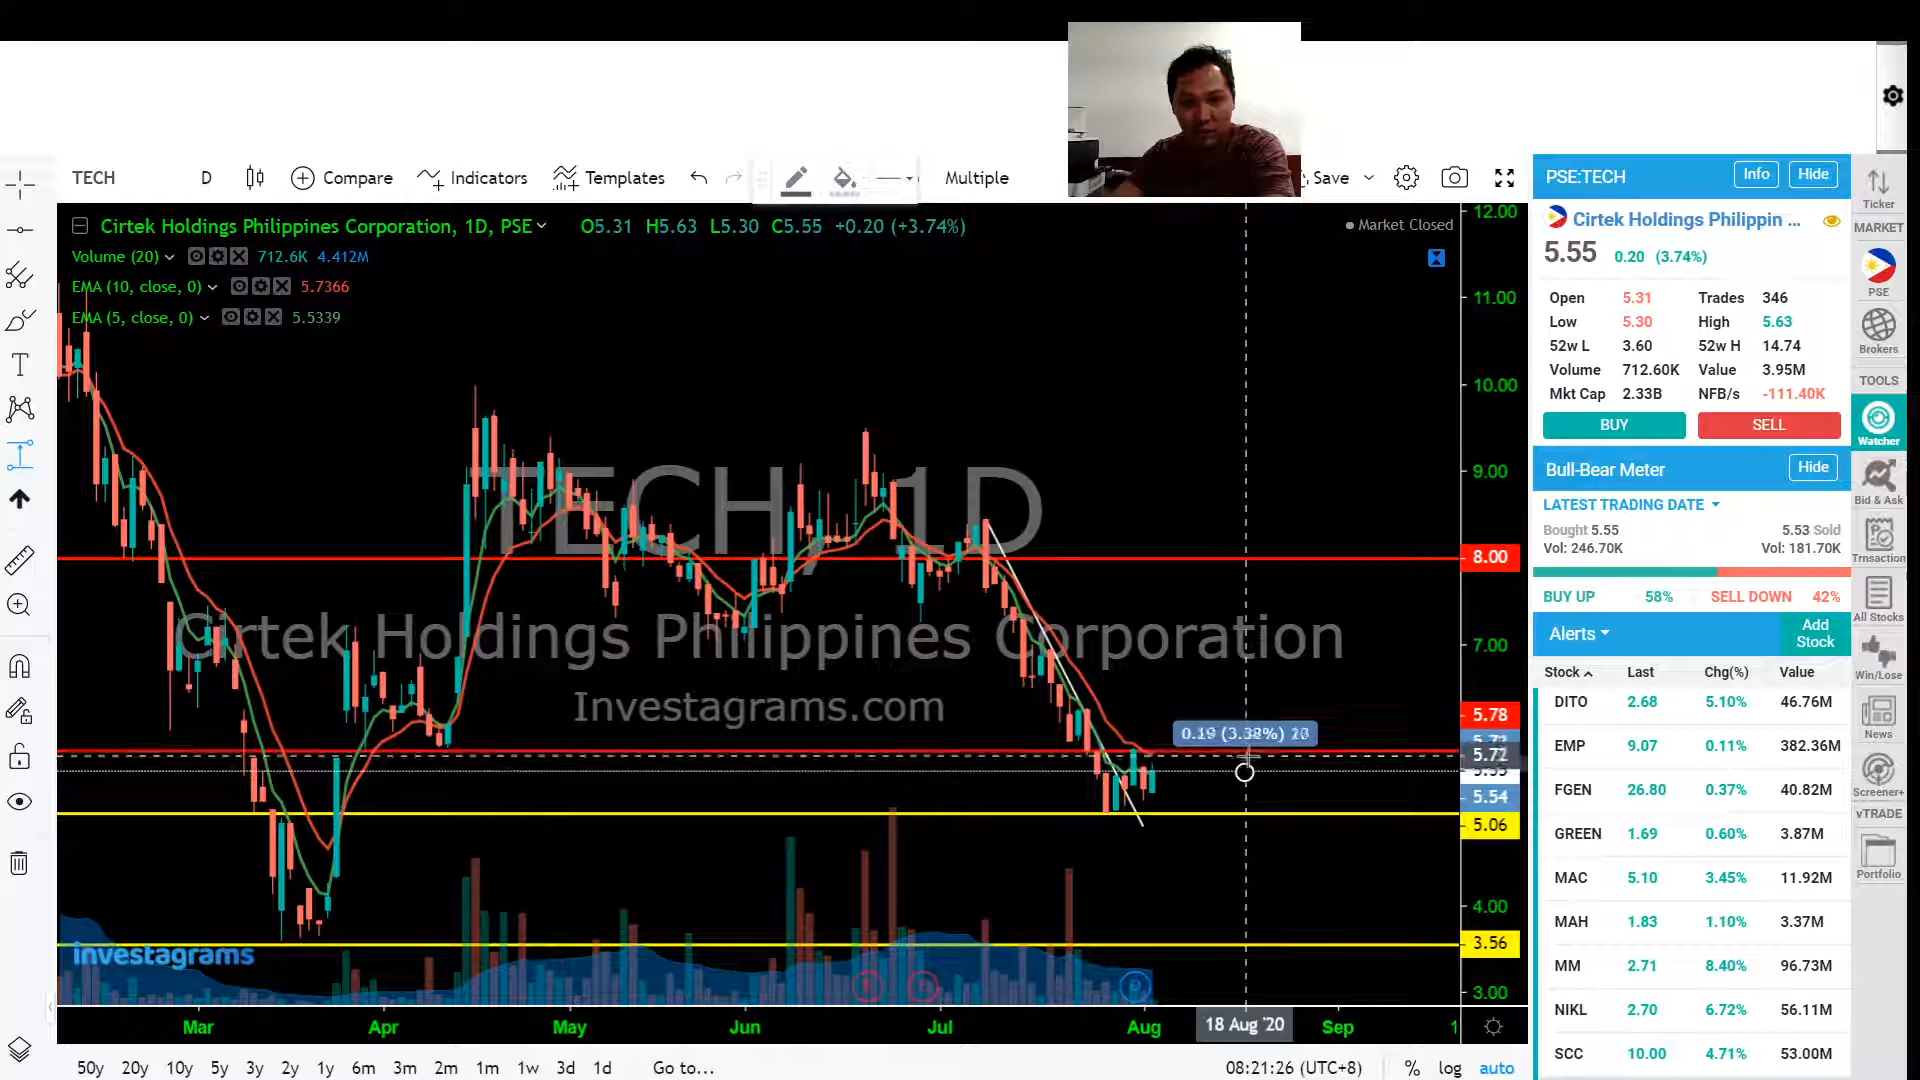 TECH D Compare Indicators Templates Multiple Save
Cirtek Holdings Philippines Corporation, 1D, PSE O5.31 H5.63 L5.30 C5.55 +0.20 (+3.74%)
Market Closed
Volume (20) 712.6K 4.412M
EMA (10, close, 0) 5.7366
EMA (5, close, 0) 5.5339
TECH, 1D
Cirtek Holdings Philippines Corporation
Investagrams.com
12.00
11.00
10.00
9.00
8.00
7.00
5.78
5.72
5.54
5.06
4.00
3.56
3.00
investagrams
Mar Apr May Jun Jul Aug 18 Aug '20 Sep 1
50y 20y 10y 5y 3y 2y 1y 6m 3m 2m 1m 1w 3d 1d Go to... 08:21:26 (UTC+8) % log auto
PSE:TECH Info Hide
Cirtek Holdings Philippin ...
5.55 0.20 (3.74%)
Open 5.31 Trades 346
Low 5.30 High 5.63
52w L 3.60 52w H 14.74
Volume 712.60K Value 3.95M
Mkt Cap 2.33B NFB/s -111.40K
BUY SELL
Bull-Bear Meter Hide
LATEST TRADING DATE
Bought 5.55 5.53 Sold
Vol: 246.70K Vol: 181.70K
BUY UP 58% SELL DOWN 42%
Alerts Add Stock
Stock Last Chg(%) Value
DITO 2.68 5.10% 46.76M
EMP 9.07 0.11% 382.36M
FGEN 26.80 0.37% 40.82M
GREEN 1.69 0.60% 3.87M
MAC 5.10 3.45% 11.92M
MAH 1.83 1.10% 3.37M
MM 2.71 8.40% 96.73M
NIKL 2.70 6.72% 56.11M
SCC 10.00 4.71% 53.00M
Ticker
MARKET
PSE
Brokers
TOOLS
Watcher
Bid & Ask
Trnsaction
All Stocks
Win/Lose
News
Screener+
vTRADE
Portfolio